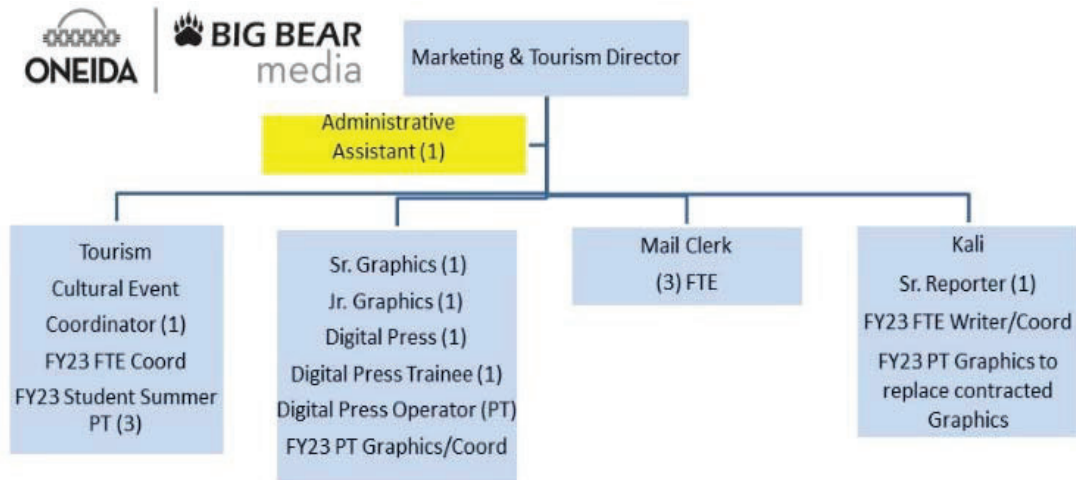 ONEIDA
BIG BEAR
media
Marketing & Tourism Director
Administrative
Assistant (1)
Tourism
Cultural Event
Coordinator (1)
FY23 FTE Coord
FY23 Student Summer
PT (3)
Sr. Graphics (1)
Jr. Graphics (1)
Digital Press (1)
Digital Press Trainee (1)
Digital Press Operator (PT)
FY23 PT Graphics/Coord
Mail Clerk
(3) FTE
Kali
Sr. Reporter (1)
FY23 FTE Writer/Coord
FY23 PT Graphics to
replace contracted
Graphics